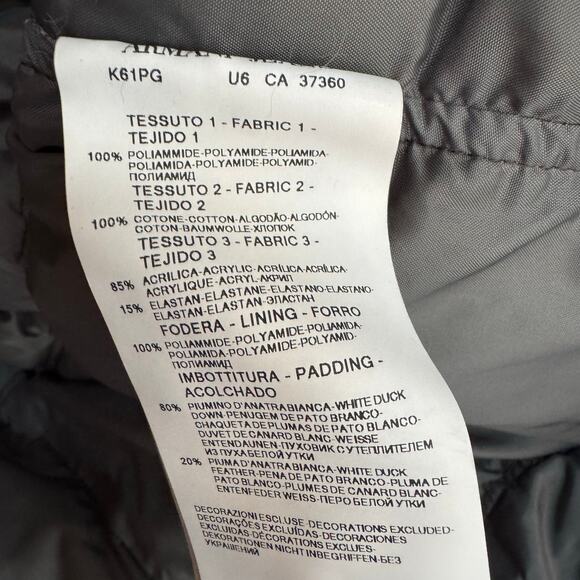 ARMANI
K61PG U6 CA 37360
TESSUTO 1 - FABRIC 1 -
TEJIDO 1
100% POLIAMMIDE-POLYAMIDE-POLIAMIDA-
POLIAMIDA-POLYAMIDE-POLYAMID-
ПОЛИАМИД
TESSUTO 2 - FABRIC 2 -
TEJIDO 2
100% COTONE-COTTON-ALGODÃO-ALGODÓN-
COTON-BAUMWOLLE-ХЛОПОК
TESSUTO 3 - FABRIC 3 -
TEJIDO 3
85% ACRILICA-ACRYLIC-ACRÍLICA-ACRÍLICA-
ACRYLIQUE-ACRYL-АКРИЛ
15% ELASTAN-ELASTANE-ELASTANO-ELASTANO-
ELASTAN-ELASTAN-ЭЛАСТАН
FODERA - LINING - FORRO
100% POLIAMMIDE-POLYAMIDE-POLIAMIDA-
POLIAMIDA-POLYAMIDE-POLYAMID-
ПОЛИАМИД
IMBOTTITURA - PADDING -
ACOLCHADO
80% PIUMINO D'ANATRA BIANCA-WHITE DUCK
DOWN-PENUGEM DE PATO BRANCO-
CHAQUETA DE PLUMAS DE PATO BLANCO-
DUVET DE CANARD BLANC-WEISSE
ENTENDAUNEN-ПУХОВИК С УТЕПЛИТЕЛЕМ
ИЗ ПУХА БЕЛОЙ УТКИ
20% PIUMA D'ANATRA BIANCA-WHITE DUCK
FEATHER-PENA DE PATO BRANCO-PLUMA DE
PATO BLANCO-PLUMES DE CANARD BLANC-
ENTENFEDER WEISS-ПЕРО БЕЛОЙ УТКИ
DECORAZIONI ESCLUSE-DECORATIONS EXCLUDED-
DECORAÇÕES EXCLUÍDAS-DECORACIONES
EXCLUIDAS-DÉCORATIONS EXCLUES-
DEKORATIONEN NICHT INBEGRIFFEN-БЕЗ
УКРАШЕНИЙ